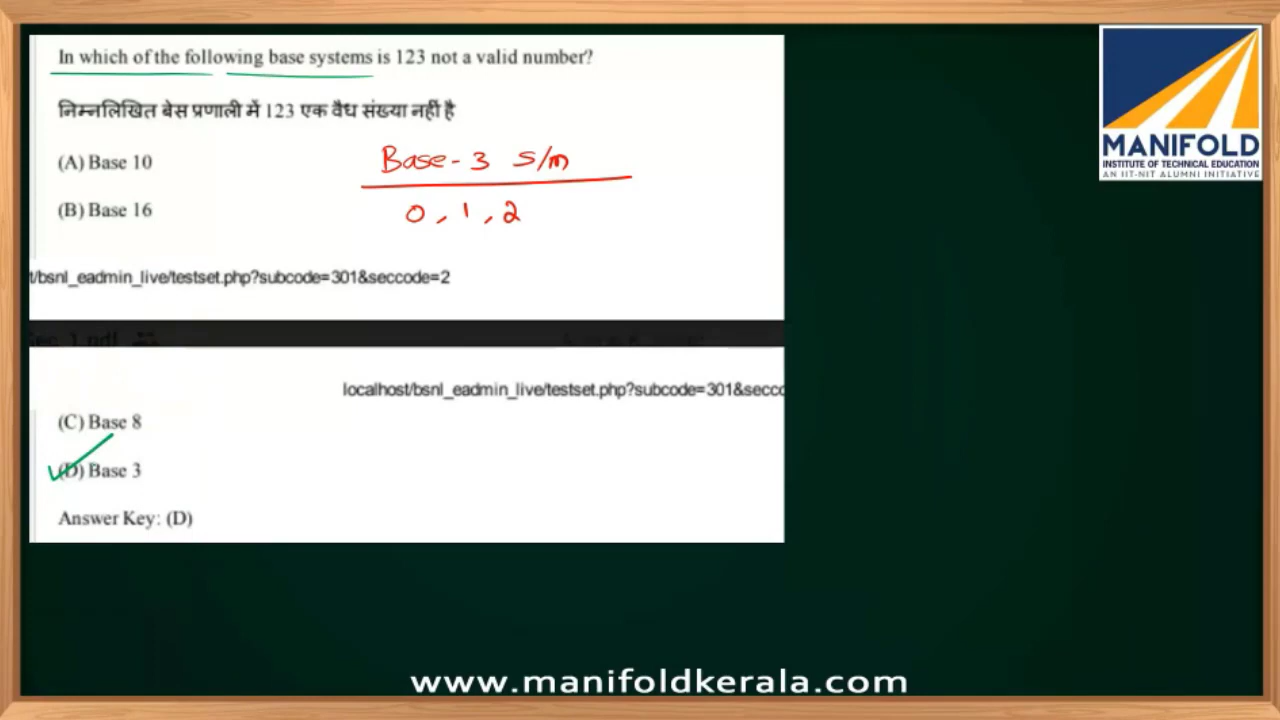 In which of the following base systems is 123 not a valid number?
निम्नलिखित बेस प्रणाली में 123 एक वैध संख्या नहीं है
(A) Base 10
Base - 3 s/m
(B) Base 16
0, 1, 2
t/bsnl_eadmin_live/testset.php?subcode=301&seccode=2
localhost/bsnl_eadmin_live/testset.php?subcode=301&secco
(C) Base 8
(D) Base 3
Answer Key: (D)
MANIFOLD
INSTITUTE OF TECHNICAL EDUCATION
AN IIT-NIT ALUMNI INITIATIVE
www.manifoldkerala.com